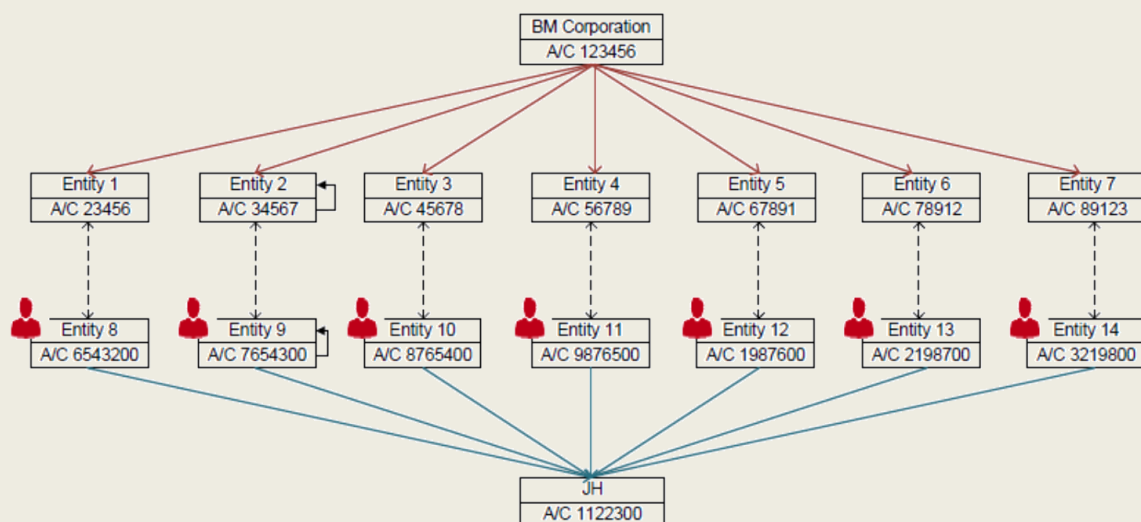 BM Corporation
A/C 123456
Entity 1
A/C 23456
Entity 2
A/C 34567
Entity 3
A/C 45678
Entity 4
A/C 56789
Entity 5
A/C 67891
Entity 6
A/C 78912
Entity 7
A/C 89123
Entity 8
A/C 6543200
Entity 9
A/C 7654300
Entity 10
A/C 8765400
Entity 11
A/C 9876500
Entity 12
A/C 1987600
Entity 13
A/C 2198700
Entity 14
A/C 3219800
JH
A/C 1122300